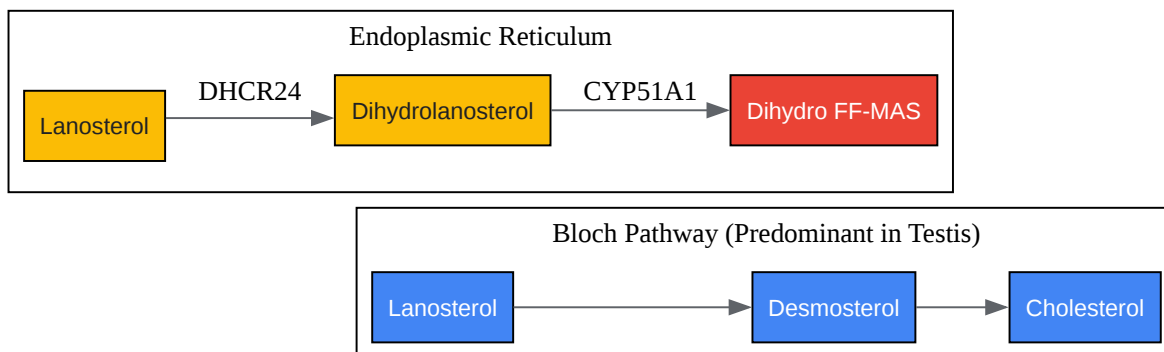 Endoplasmic Reticulum
DHCR24
CYP51A1
Lanosterol
Dihydrolanosterol
Dihydro FF-MAS
Bloch Pathway (Predominant in Testis)
Lanosterol
Desmosterol
Cholesterol